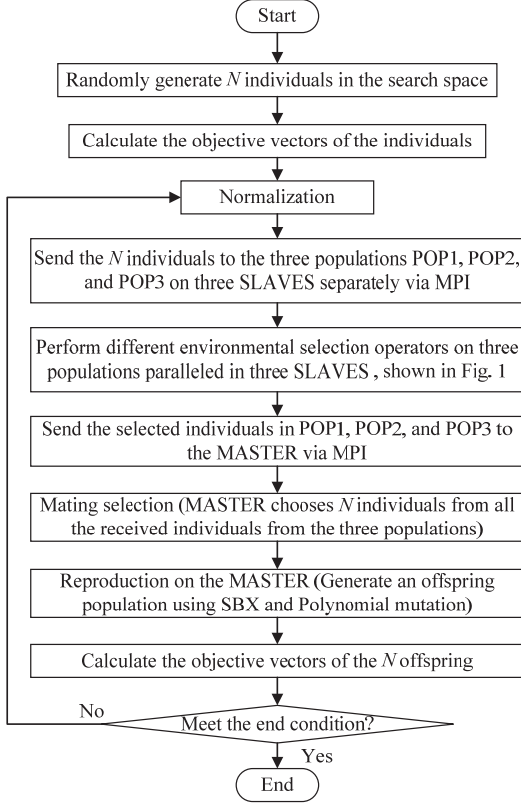 Start
Randomly generate N individuals in the search space
Calculate the objective vectors of the individuals
Normalization
Send the N individuals to the three populations POP1, POP2,
and POP3 on three SLAVES separately via MPI
Perform different environmental selection operators on three
populations paralleled in three SLAVES , shown in Fig. 1
Send the selected individuals in POP1, POP2, and POP3 to
the MASTER via MPI
Mating selection (MASTER chooses N individuals from all
the received individuals from the three populations)
Reproduction on the MASTER (Generate an offspring
population using SBX and Polynomial mutation)
Calculate the objective vectors of the N offspring
No
Meet the end condition?
Yes
End